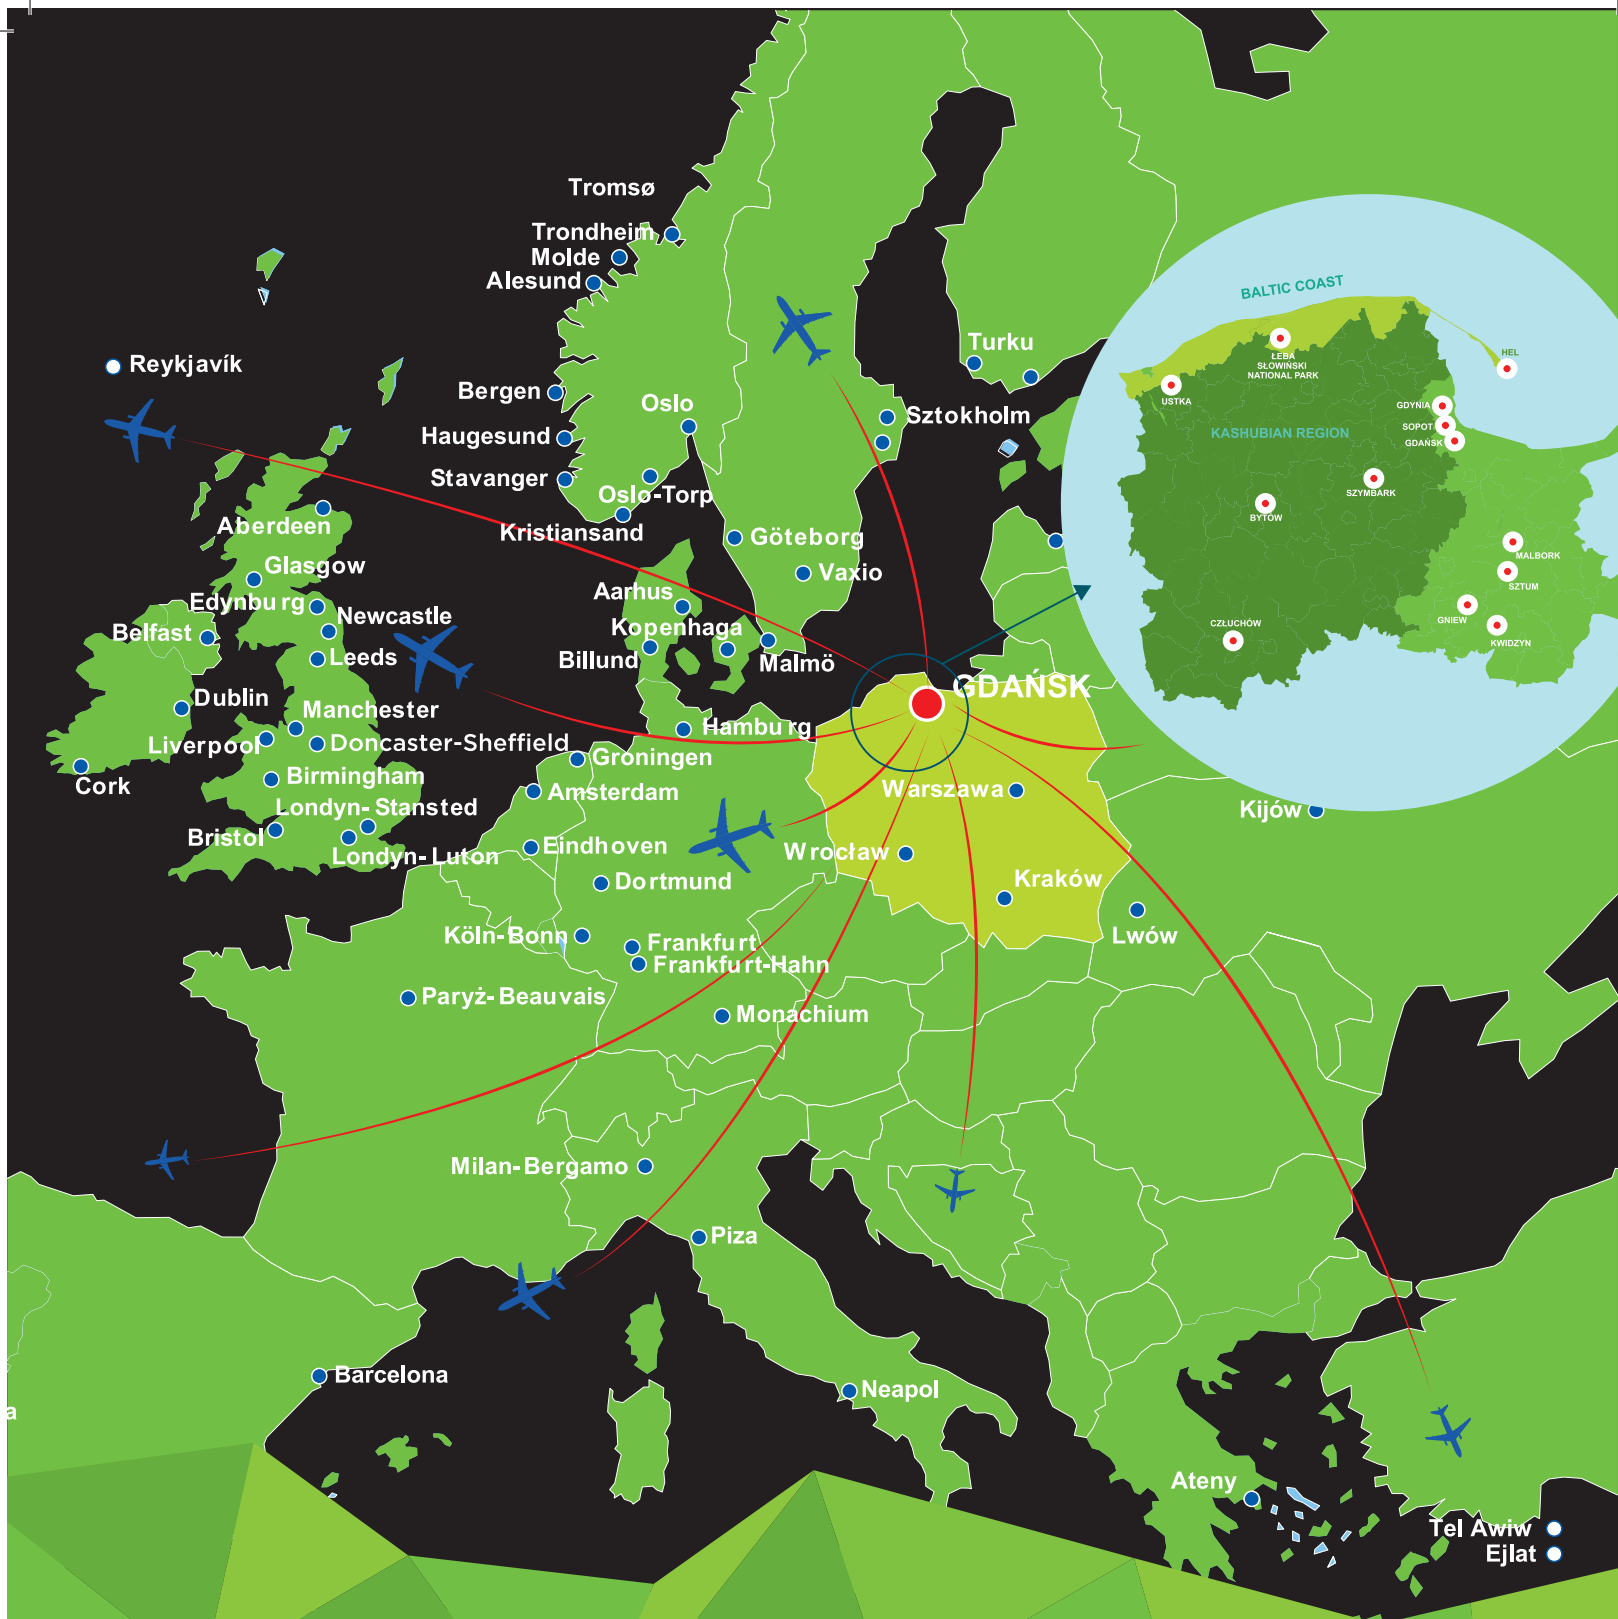 Tromsø
Trondheim
Molde
Alesund
Reykjavík
Bergen
Haugesund
Stavanger
Oslo
Oslo-Torp
Kristiansand
Turku
Sztokholm
Göteborg
Vaxio
Aarhus
Kopenhaga
Billund
Malmö
Aberdeen
Glasgow
Edynburg
Newcastle
Belfast
Leeds
Dublin
Manchester
Liverpool
Doncaster-Sheffield
Cork
Birmingham
Londyn-Stansted
Bristol
Londyn-Luton
Hamburg
Groningen
Amsterdam
Eindhoven
Dortmund
Köln-Bonn
Frankfurt
Frankfurt-Hahn
Paryż-Beauvais
Monachium
GDAŃSK
Warszawa
Wrocław
Kraków
Lwów
Kijów
Milan-Bergamo
Piza
Barcelona
Neapol
Ateny
Tel Awiw
Ejlat
a
BALTIC COAST
ŁEBA
SŁOWIŃSKI
NATIONAL PARK
HEL
USTKA
GDYNIA
SOPOT
GDAŃSK
KASHUBIAN REGION
SZYMBARK
BYTÓW
MALBORK
SZTUM
GNIEW
KWIDZYN
CZŁUCHÓW